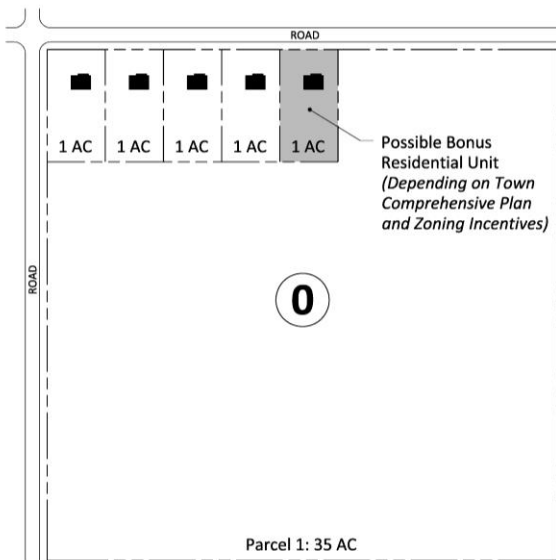 ROAD
1 AC 1 AC 1 AC 1 AC 1 AC
Possible Bonus
Residential Unit
(Depending on Town
Comprehensive Plan
and Zoning Incentives)
ROAD
0
Parcel 1: 35 AC